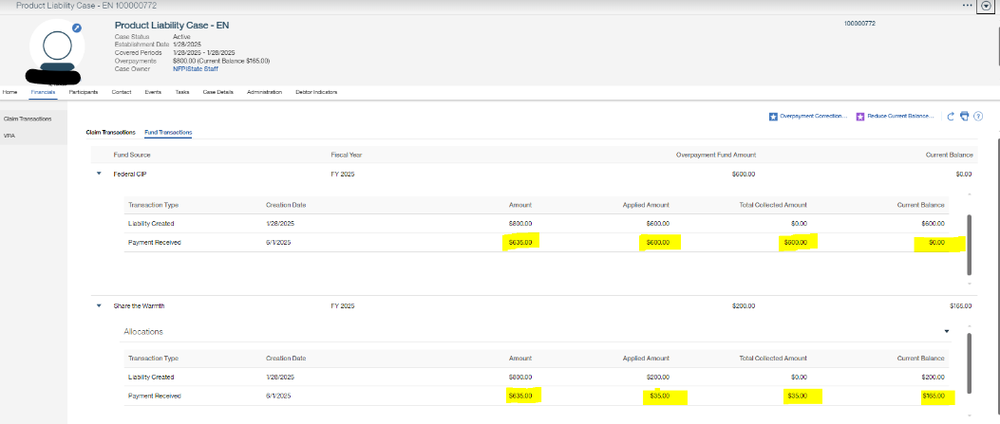 Product Liability Case - EN 100000772
Product Liability Case - EN
100000772
Case Status Active
Establishment Date 1/28/2025
Covered Periods 1/28/2025 - 1/28/2025
Overpayments $800.00 (Current Balance $165.00)
Case Owner NFPIState Staff
Home Financials Participants Contact Events Tasks Case Details Administration Debtor Indicators
Claim Transactions
VRA
Overpayment Correction... Reduce Current Balance...
Claim Transactions Fund Transactions
Fund Source Fiscal Year Overpayment Fund Amount Current Balance
Federal CIP FY 2025 $600.00 $0.00
Transaction Type Creation Date Amount Applied Amount Total Collected Amount Current Balance
Liability Created 1/28/2025 $800.00 $600.00 $0.00 $600.00
Payment Received 6/1/2025 $635.00 $600.00 $600.00 $0.00
Share the Warmth FY 2025 $200.00 $165.00
Allocations
Transaction Type Creation Date Amount Applied Amount Total Collected Amount Current Balance
Liability Created 1/28/2025 $800.00 $200.00 $0.00 $200.00
Payment Received 6/1/2025 $635.00 $35.00 $35.00 $165.00